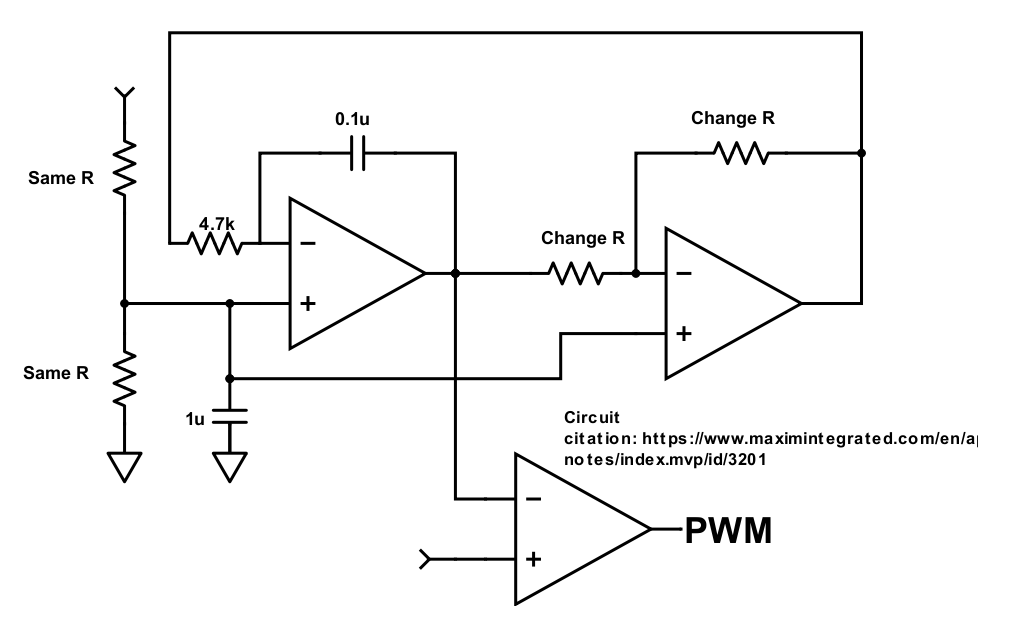 0.1u
Change R
Same R
4.7k
Change R
Same R
1u
Circuit
citation: https://www.maximintegrated.com/en/a
notes/index.mvp/id/3201
PWM